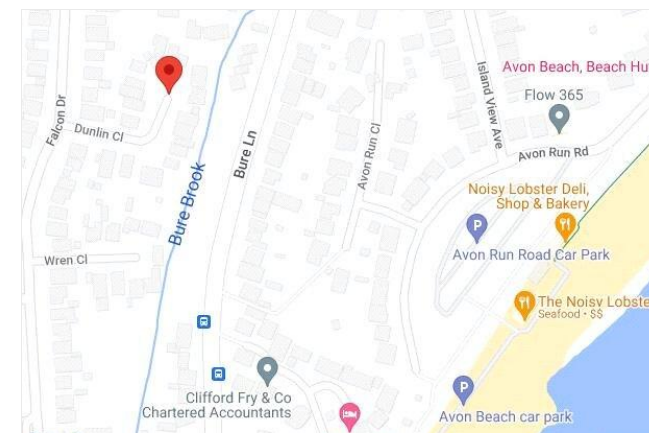 Avon Beach, Beach Hu
Flow 365
Falcon Dr
Dunlin Cl
Bure Ln
Avon Run Cl
Island View Ave
Avon Run Rd
Bure Brook
Noisy Lobster Deli,
Shop & Bakery
P
Avon Run Road Car Park
Wren Cl
The Noisy Lobste
Seafood • $$
Clifford Fry & Co
Chartered Accountants
P
Avon Beach car park